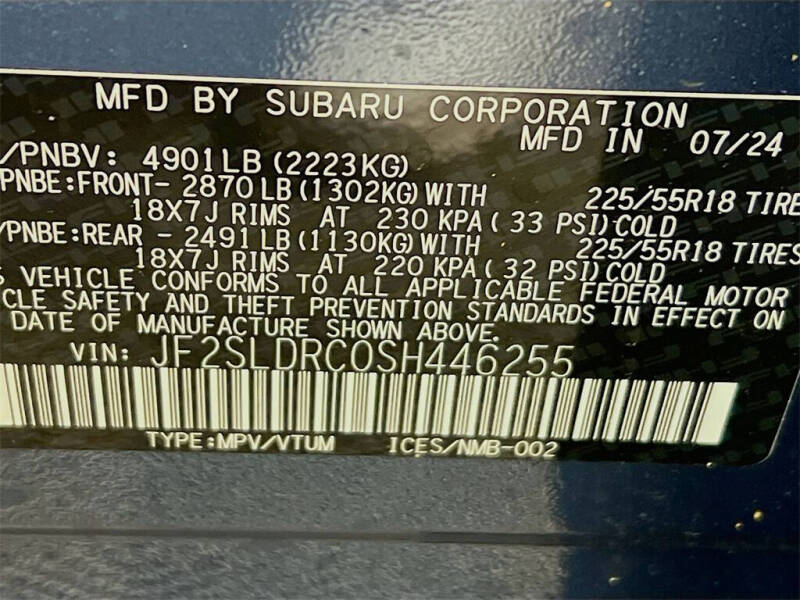 MFD BY SUBARU CORPORATION
MFD IN 07/24
/PNBV: 4901LB (2223KG)
PNBE:FRONT- 2870 LB (1302KG) WITH 225/55R18 TIRE
18X7J RIMS AT 230 KPA ( 33 PSI) COLD
/PNBE:REAR - 2491 LB (1130KG) WITH 225/55R18 TIRES
18X7J RIMS AT 220 KPA ( 32 PSI) COLD
S VEHICLE CONFORMS TO ALL APPLICABLE FEDERAL MOTOR
CLE SAFETY AND THEFT PREVENTION STANDARDS IN EFFECT ON
DATE OF MANUFACTURE SHOWN ABOVE.
VIN: JF2SLDRC0SH446255
TYPE:MPV/VTUM ICES/NMB-002